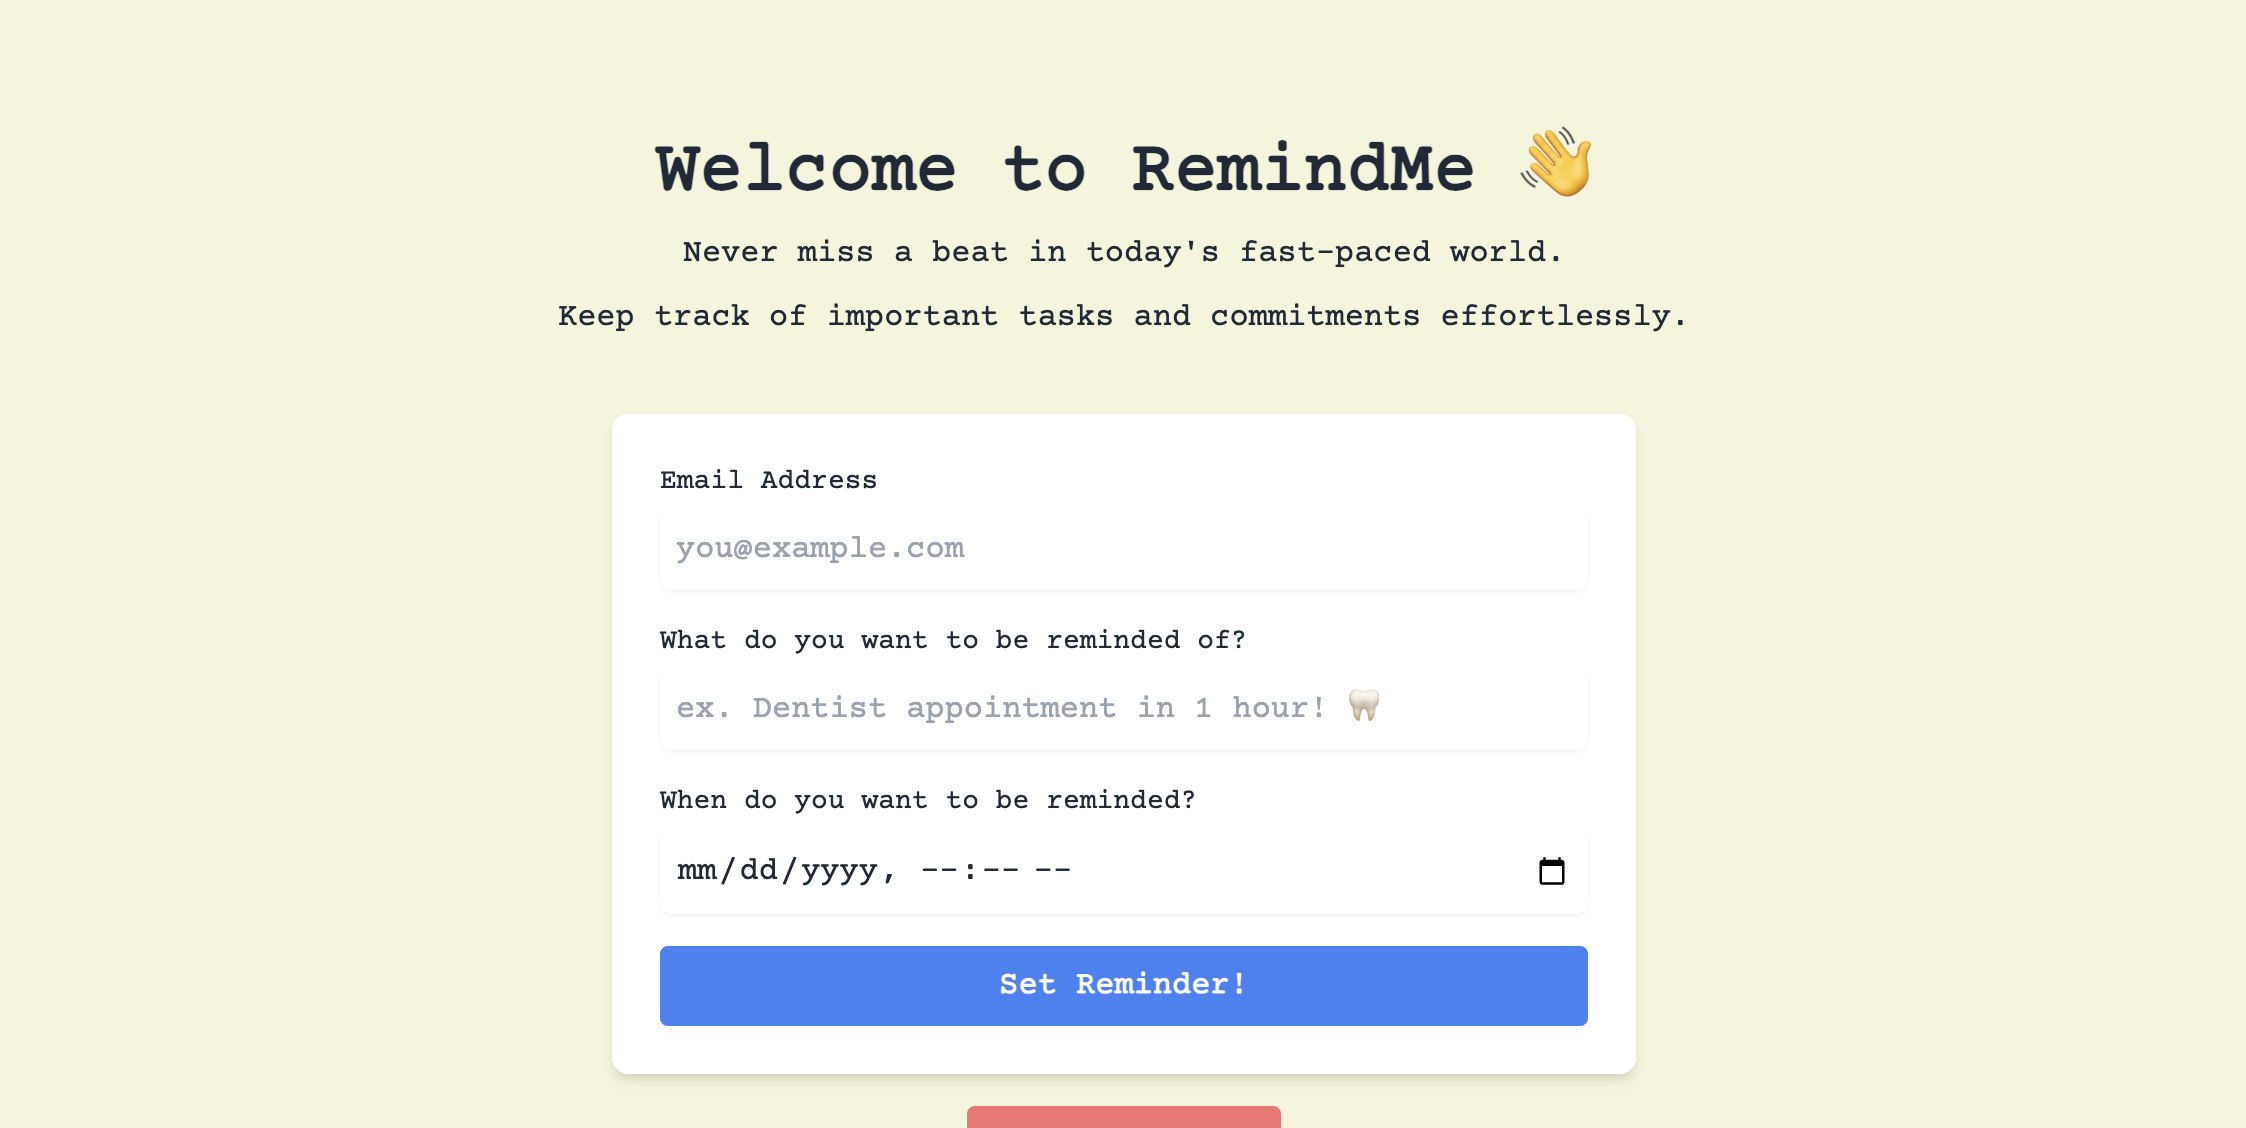 Welcome to RemindMe 👋
Never miss a beat in today's fast-paced world.
Keep track of important tasks and commitments effortlessly.
Email Address
you@example.com
What do you want to be reminded of?
ex. Dentist appointment in 1 hour! 🦷
When do you want to be reminded?
mm/dd/yyyy, --:-- --
Set Reminder!